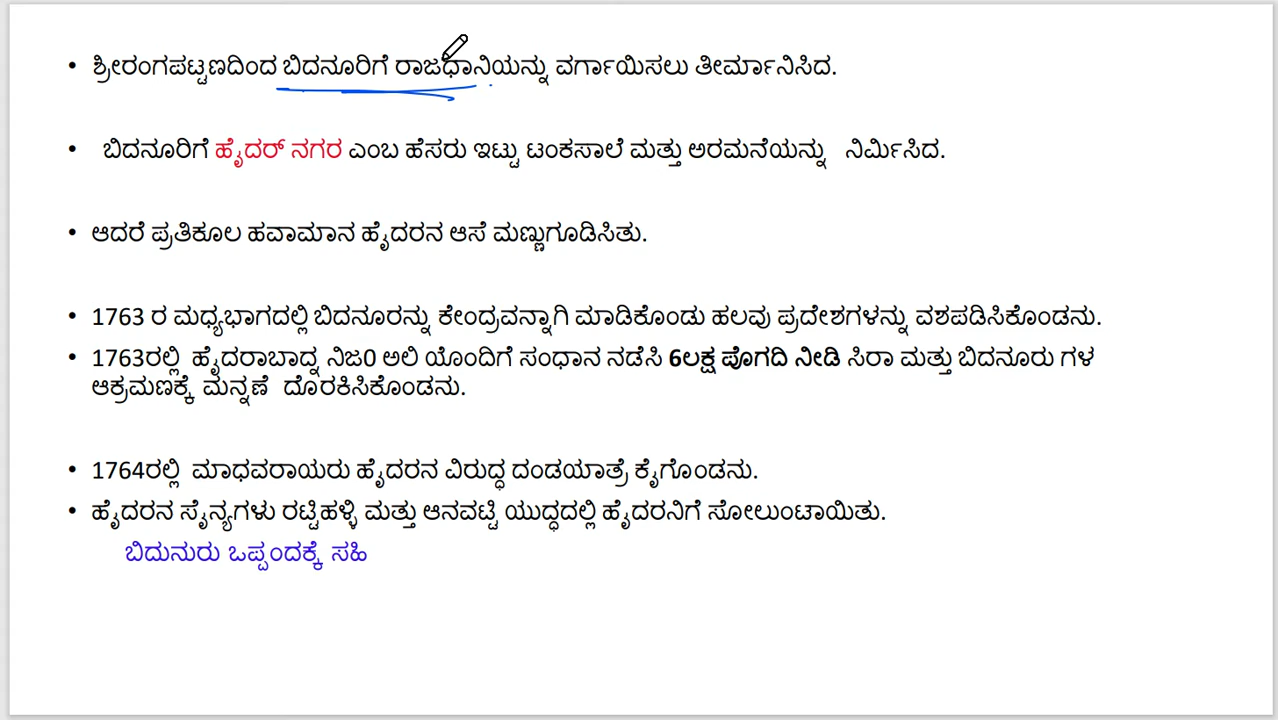 • ಶ್ರೀರಂಗಪಟ್ಟಣದಿಂದ ಬಿದನೂರಿಗೆ ರಾಜಧಾನಿಯನ್ನು ವರ್ಗಾಯಿಸಲು ತೀರ್ಮಾನಿಸಿದ.
• ಬಿದನೂರಿಗೆ ಹೈದರ್ ನಗರ ಎಂಬ ಹೆಸರು ಇಟ್ಟು ಟಂಕಸಾಲೆ ಮತ್ತು ಅರಮನೆಯನ್ನು ನಿರ್ಮಿಸಿದ.
• ಆದರೆ ಪ್ರತಿಕೂಲ ಹವಾಮಾನ ಹೈದರನ ಆಸೆ ಮಣ್ಣುಗೂಡಿಸಿತು.
• 1763 ರ ಮಧ್ಯಭಾಗದಲ್ಲಿ ಬಿದನೂರನ್ನು ಕೇಂದ್ರವನ್ನಾಗಿ ಮಾಡಿಕೊಂಡು ಹಲವು ಪ್ರದೇಶಗಳನ್ನು ವಶಪಡಿಸಿಕೊಂಡನು.
• 1763ರಲ್ಲಿ ಹೈದರಾಬಾದ್ನ ನಿಜ0 ಅಲಿ ಯೊಂದಿಗೆ ಸಂಧಾನ ನಡೆಸಿ 6ಲಕ್ಷ ಪೊಗದಿ ನೀಡಿ ಸಿರಾ ಮತ್ತು ಬಿದನೂರು ಗಳ
ಆಕ್ರಮಣಕ್ಕೆ ಮನ್ನಣೆ ದೊರಕಿಸಿಕೊಂಡನು.
• 1764ರಲ್ಲಿ ಮಾಧವರಾಯರು ಹೈದರನ ವಿರುದ್ಧ ದಂಡಯಾತ್ರೆ ಕೈಗೊಂಡನು.
• ಹೈದರನ ಸೈನ್ಯಗಳು ರಟ್ಟಿಹಳ್ಳಿ ಮತ್ತು ಆನವಟ್ಟಿ ಯುದ್ಧದಲ್ಲಿ ಹೈದರನಿಗೆ ಸೋಲುಂಟಾಯಿತು.
ಬಿದುನುರು ಒಪ್ಪಂದಕ್ಕೆ ಸಹಿ